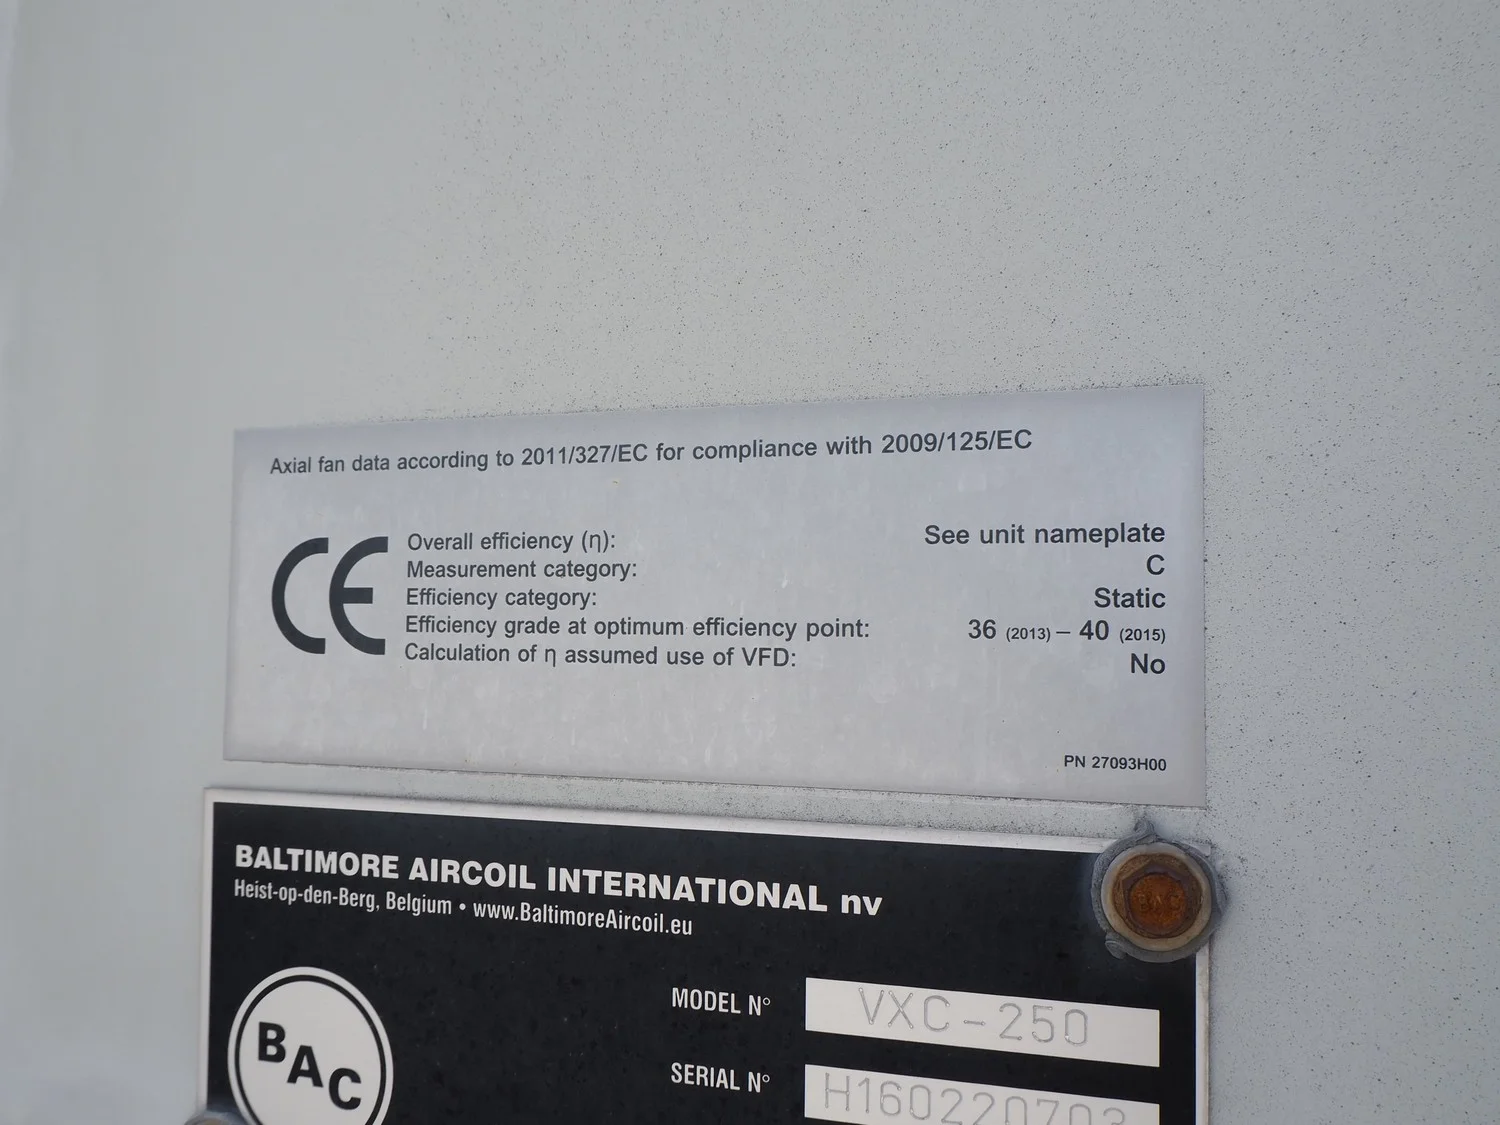 Axial fan data according to 2011/327/EC for compliance with 2009/125/EC
CE
Overall efficiency (η): See unit nameplate
Measurement category: C
Efficiency category: Static
Efficiency grade at optimum efficiency point: 36 (2013) – 40 (2015)
Calculation of η assumed use of VFD: No
PN 27093H00
BALTIMORE AIRCOIL INTERNATIONAL nv
Heist-op-den-Berg, Belgium • www.BaltimoreAircoil.eu
BAC
BAC
MODEL N° VXC-250
SERIAL N° H160220703